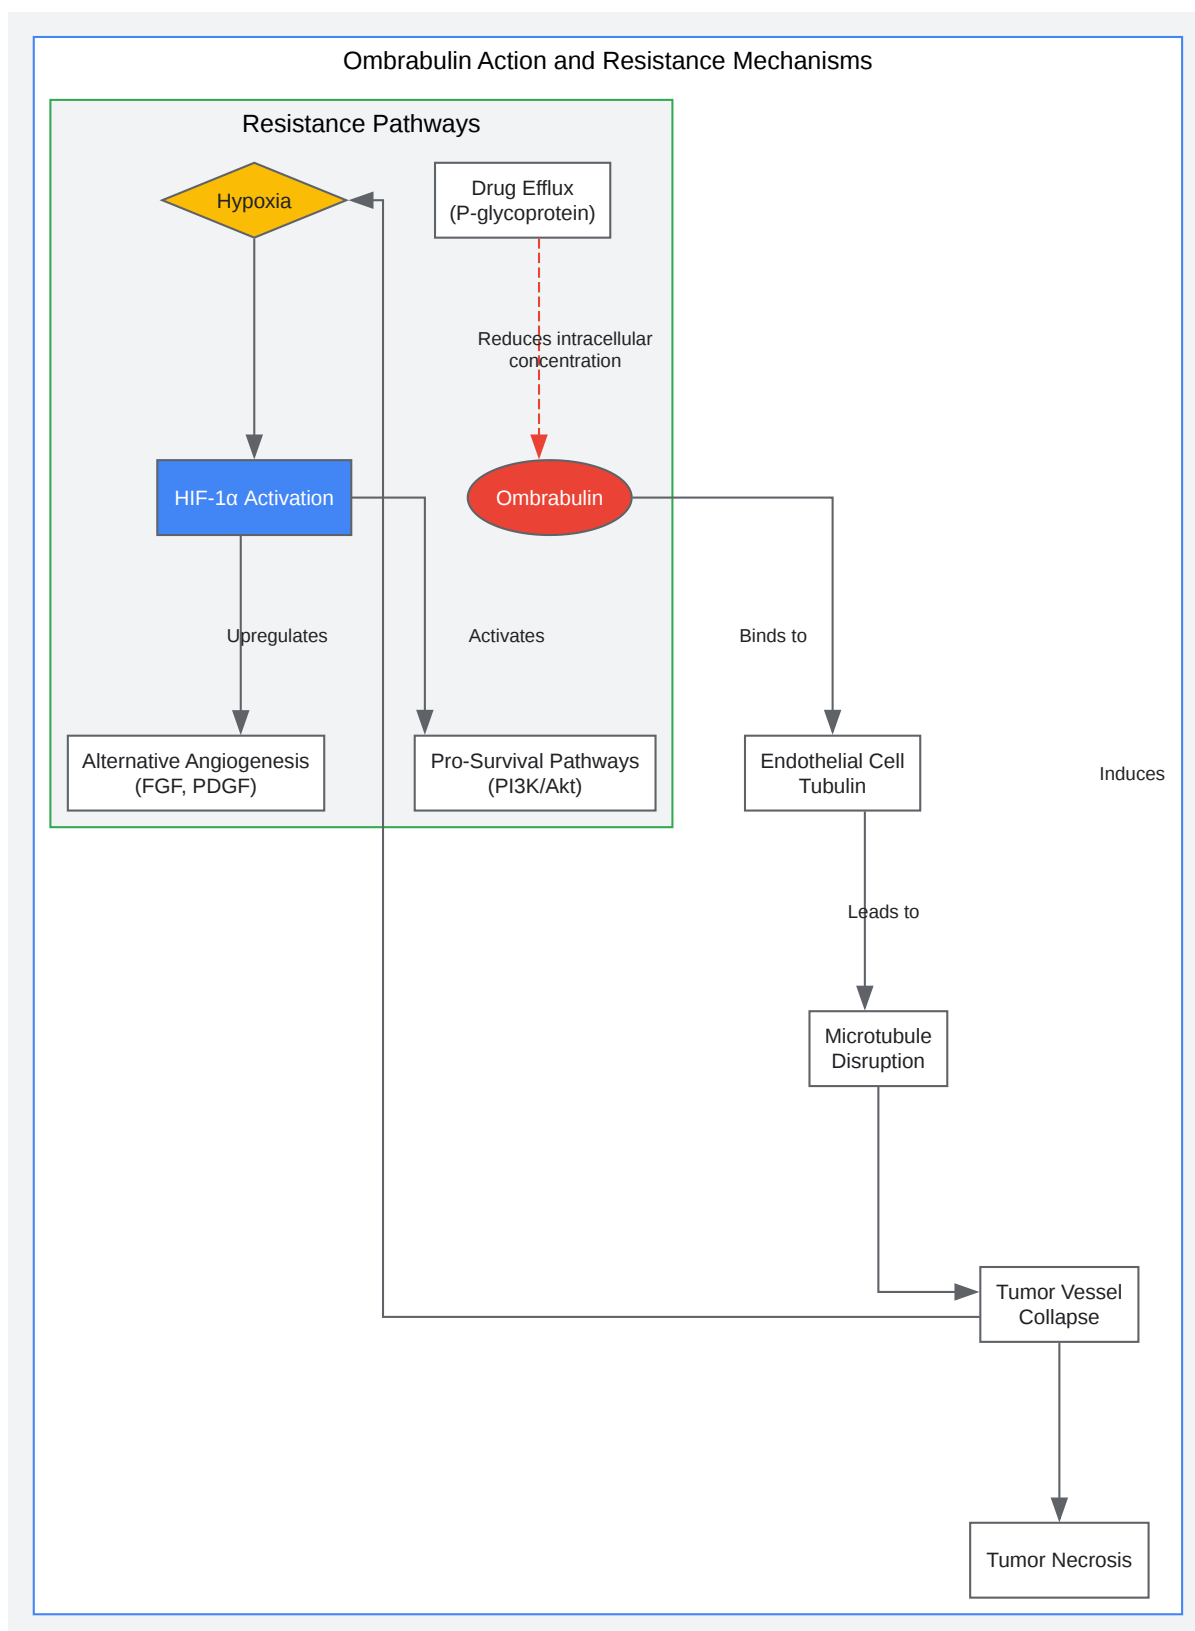 Ombrabulin Action and Resistance Mechanisms
Resistance Pathways
Hypoxia
Drug Efflux
(P-glycoprotein)
Reduces intracellular
concentration
HIF-1α Activation
Ombrabulin
Upregulates
Activates
Binds to
Alternative Angiogenesis
(FGF, PDGF)
Pro-Survival Pathways
(PI3K/Akt)
Endothelial Cell
Tubulin
Induces
Leads to
Microtubule
Disruption
Tumor Vessel
Collapse
Tumor Necrosis